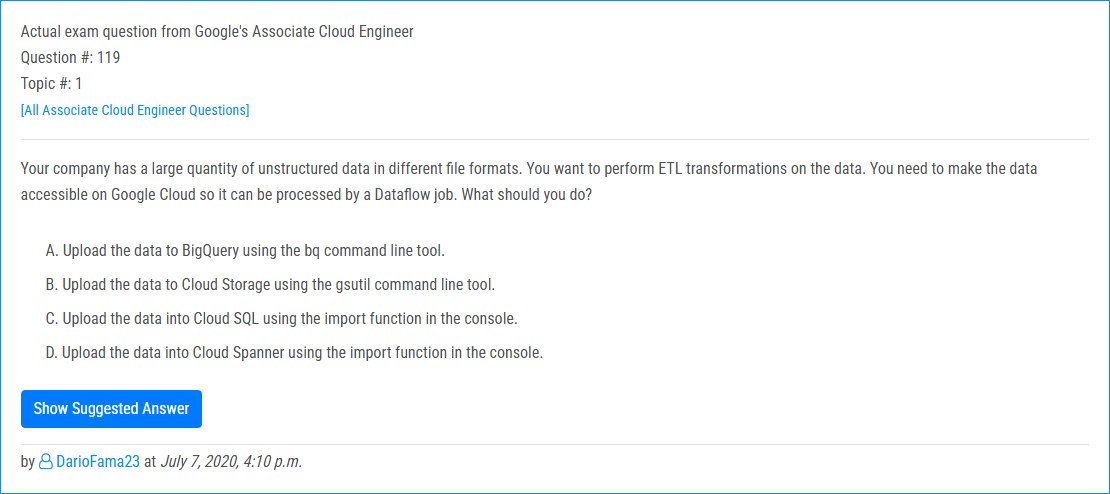 Actual exam question from Google's Associate Cloud Engineer
Question #: 119
Topic #: 1
[All Associate Cloud Engineer Questions]
Your company has a large quantity of unstructured data in different file formats. You want to perform ETL transformations on the data. You need to make the data
accessible on Google Cloud so it can be processed by a Dataflow job. What should you do?
A. Upload the data to BigQuery using the bq command line tool.
B. Upload the data to Cloud Storage using the gsutil command line tool.
C. Upload the data into Cloud SQL using the import function in the console.
D. Upload the data into Cloud Spanner using the import function in the console.
Show Suggested Answer
by DarioFama23 at July 7, 2020, 4:10 p.m.